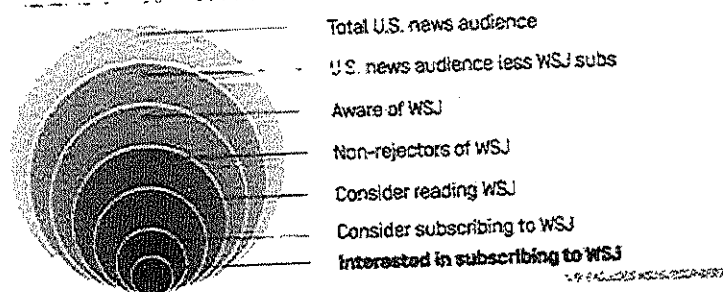 Total U.S. news audience
U.S. news audience less WSJ subs
Aware of WSJ
Non-rejectors of WSJ
Consider reading WSJ
Consider subscribing to WSJ
Interested in subscribing to WSJ